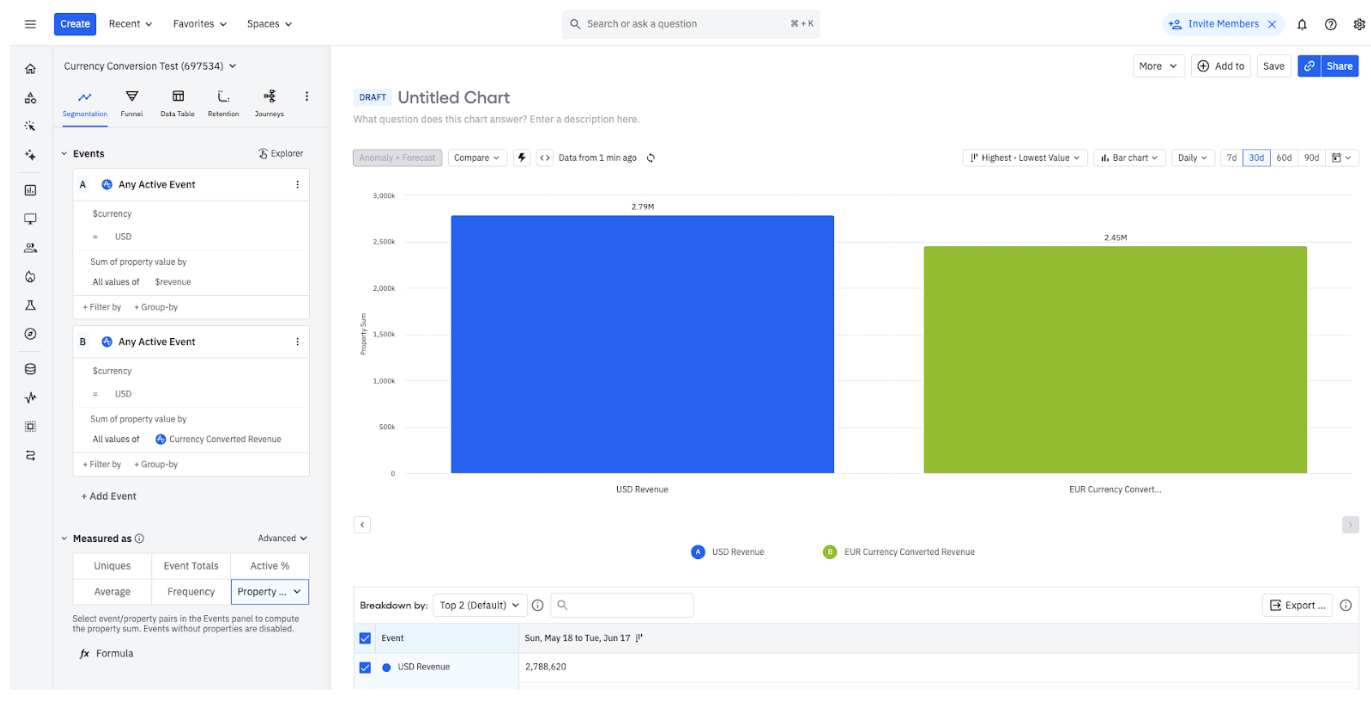 Create Recent Favorites Spaces Search or ask a question ⌘ + K Invite Members
Currency Conversion Test (697534)
More Add to Save Share
Segmentation Funnel Data Table Retention Journeys
DRAFT Untitled Chart
What question does this chart answer? Enter a description here.
Events Explorer
A Any Active Event
$currency
= USD
Sum of property value by
All values of $revenue
+ Filter by + Group-by
B Any Active Event
$currency
= USD
Sum of property value by
All values of Currency Converted Revenue
+ Filter by + Group-by
+ Add Event
Measured as Advanced
Uniques Event Totals Active %
Average Frequency Property ...
Select event/property pairs in the Events panel to compute
the property sum. Events without properties are disabled.
fx Formula
Anomaly + Forecast Compare Data from 1 min ago Highest - Lowest Value Bar chart Daily 7d 30d 60d 90d
3,000k
2.79M
2,500k
2.45M
2,000k
1,500k
1,000k
500k
0
Property Sum
USD Revenue EUR Currency Convert...
A USD Revenue B EUR Currency Converted Revenue
Breakdown by: Top 2 (Default) Export ...
Event Sun, May 18 to Tue, Jun 17
USD Revenue 2,788,620